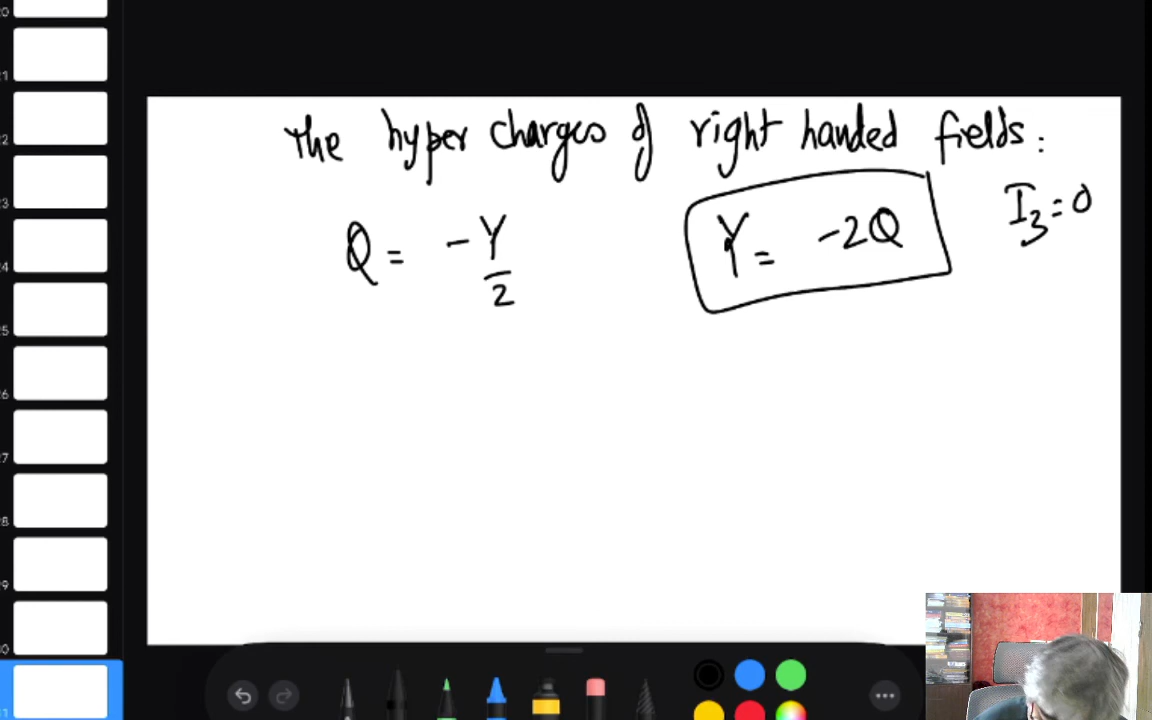 the hyper charges of right handed fields:
I3 = 0
Q = -Y/2 Y = -2Q